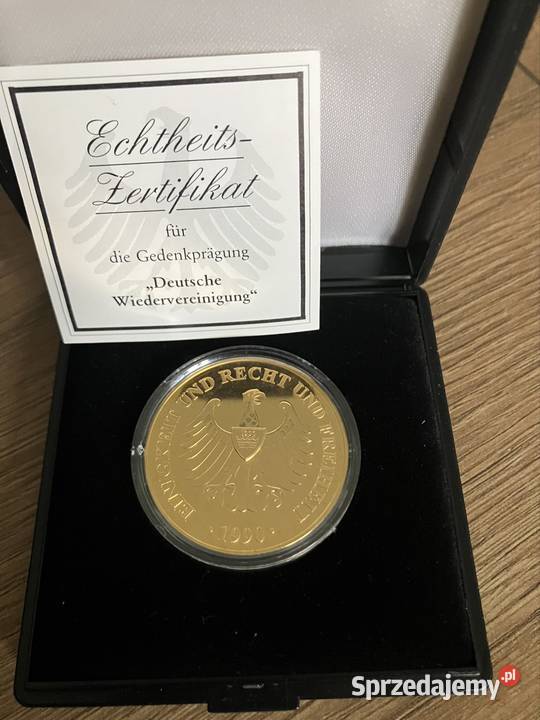 Echtheits-
Zertifikat
für
die Gedenkprägung
„Deutsche
Wiedervereinigung“
EINIGKEIT UND RECHT UND FREIHEIT
· 1990 ·
Sprzedajemy.pl